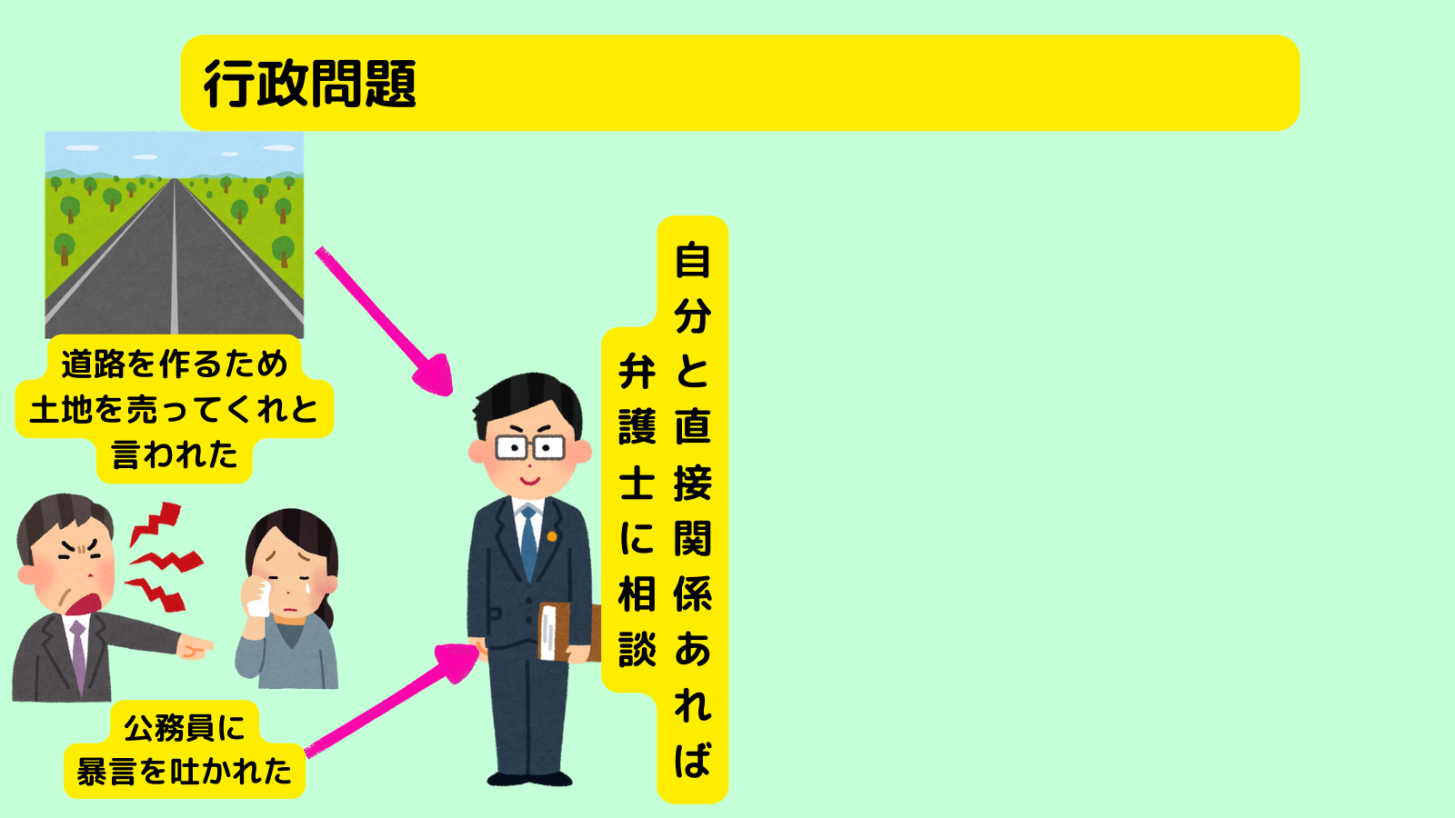 行政問題
道路を作るため
土地を売ってくれと
言われた
公務員に
暴言を吐かれた
自分と直接関係あれば
弁護士に相談